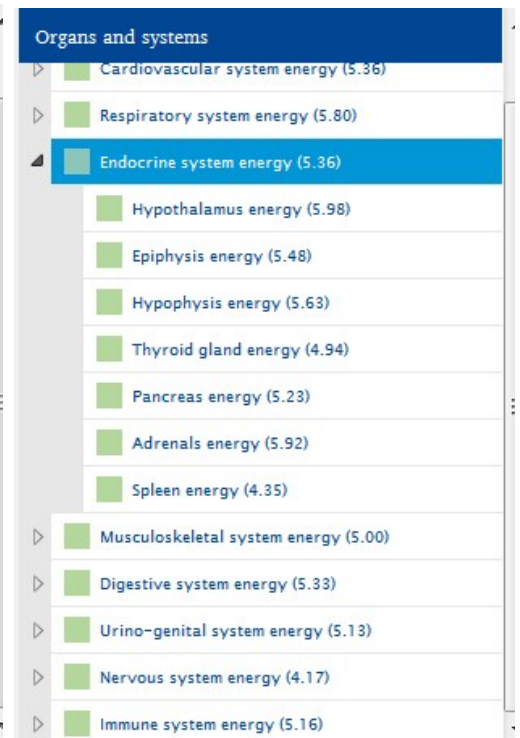 Organs and systems
Cardiovascular system energy (5.36)
Respiratory system energy (5.80)
Endocrine system energy (5.36)
Hypothalamus energy (5.98)
Epiphysis energy (5.48)
Hypophysis energy (5.63)
Thyroid gland energy (4.94)
Pancreas energy (5.23)
Adrenals energy (5.92)
Spleen energy (4.35)
Musculoskeletal system energy (5.00)
Digestive system energy (5.33)
Urino-genital system energy (5.13)
Nervous system energy (4.17)
Immune system energy (5.16)